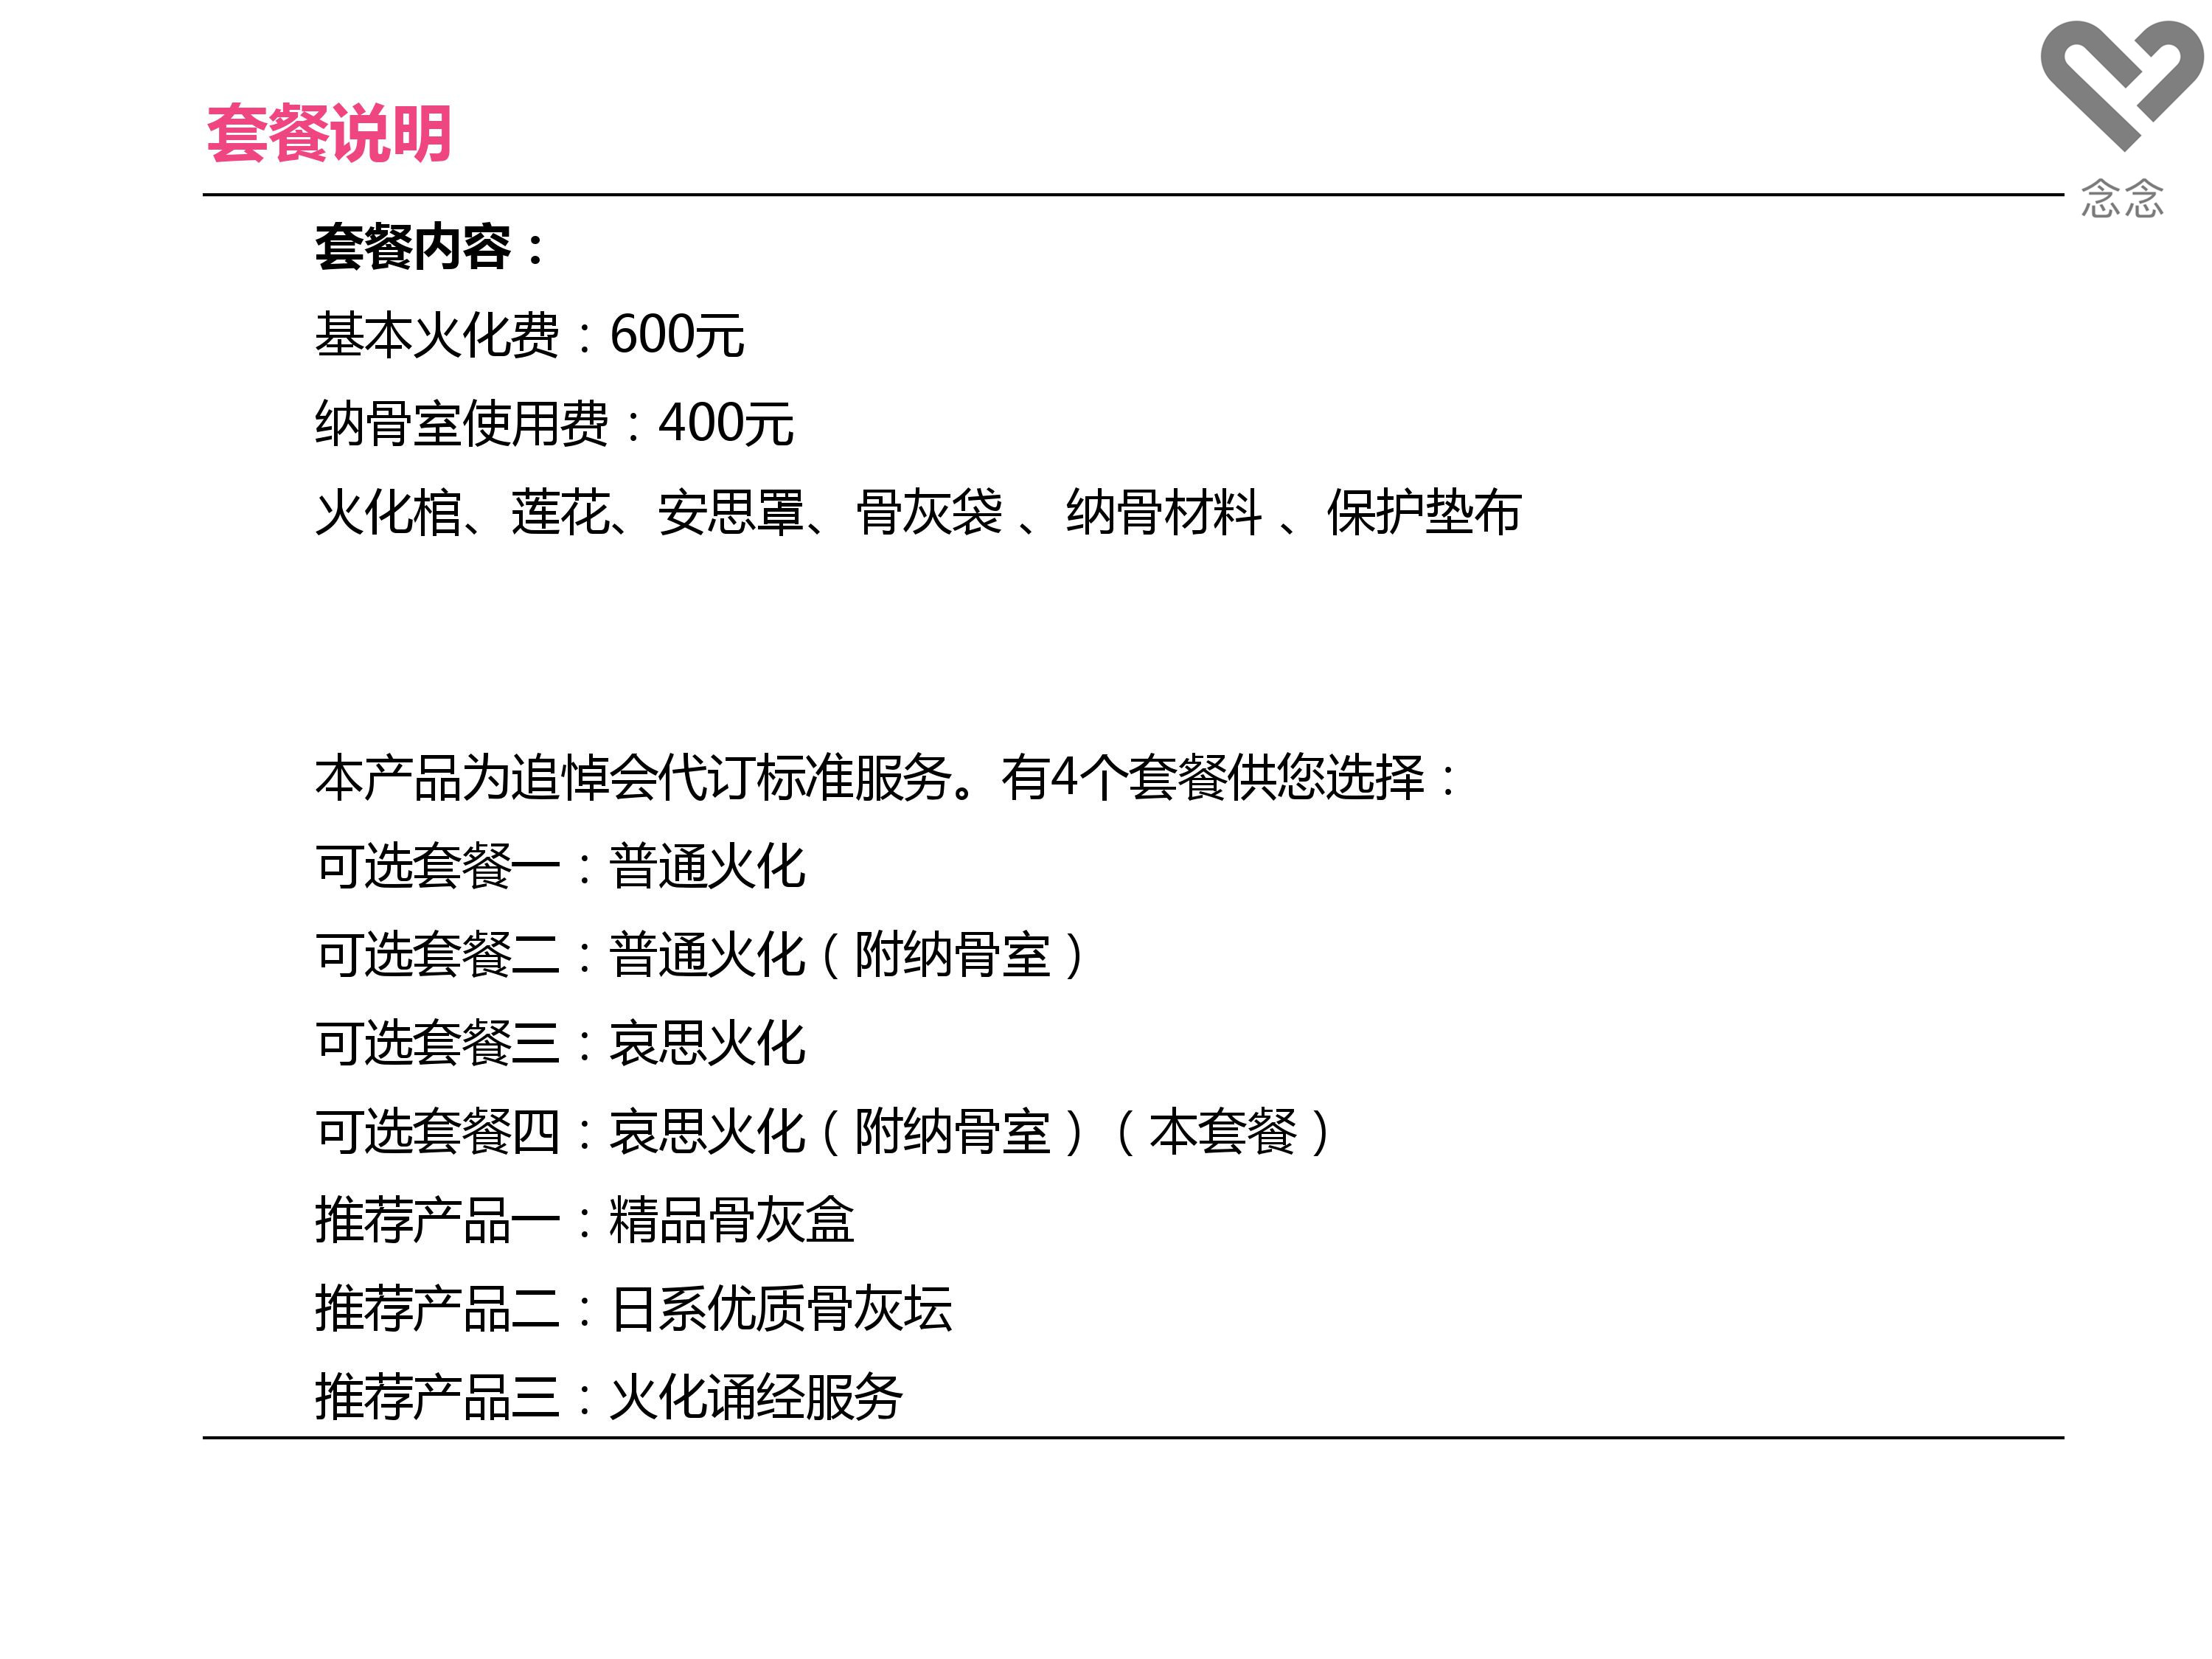 念念
套餐说明
套餐内容：
基本火化费：600元
纳骨室使用费：400元
火化棺、莲花、安思罩、骨灰袋 、纳骨材料 、保护垫布
本产品为追悼会代订标准服务。有4个套餐供您选择：
可选套餐一：普通火化
可选套餐二：普通火化（附纳骨室）
可选套餐三：哀思火化
可选套餐四：哀思火化（附纳骨室）（本套餐）
推荐产品一：精品骨灰盒
推荐产品二：日系优质骨灰坛
推荐产品三：火化诵经服务